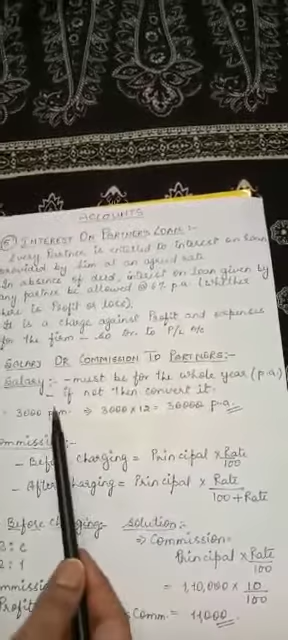 ACCOUNTS
⑤ INTEREST ON PARTNERS LOAN:-
Every Partner is entitled to interest on loan
provided by him at an agreed rate
In absence of deed, interest on loan given by
any partner be allowed @ 6% p.a. (whether
there is Profit or loss).
It is a charge against Profit and expenses
for the firm - so Dr. to P/L A/c
SALARY OR COMMISSION TO PARTNERS:-
Salary:- - must be for the whole year (p.a.)
- if not then convert it.
= 3000 p.m. ⇒ 3000 × 12 = 36000 p.a.
Commission:-
- Before charging = Principal × Rate/100
- After charging = Principal × Rate/100+Rate
Before Charging:- Solution:-
⇒ Commission:
Principal × Rate/100
2 : 1
= 1,10,000 × 10/100
Profit
Comm. = 11000